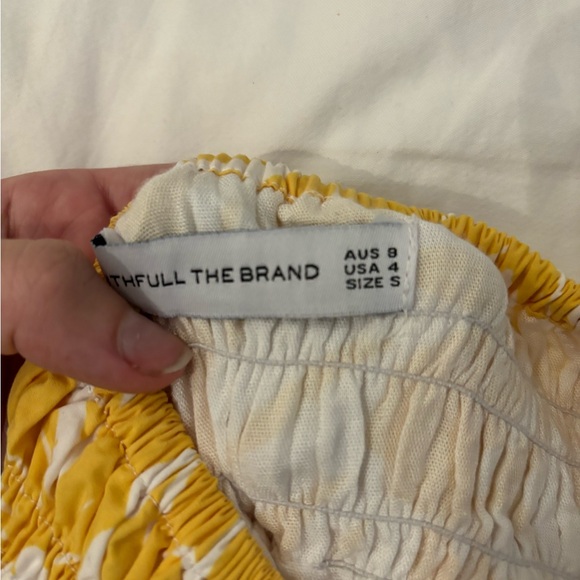 THFULL THE BRAND
AUS 8
USA 4
SIZE S